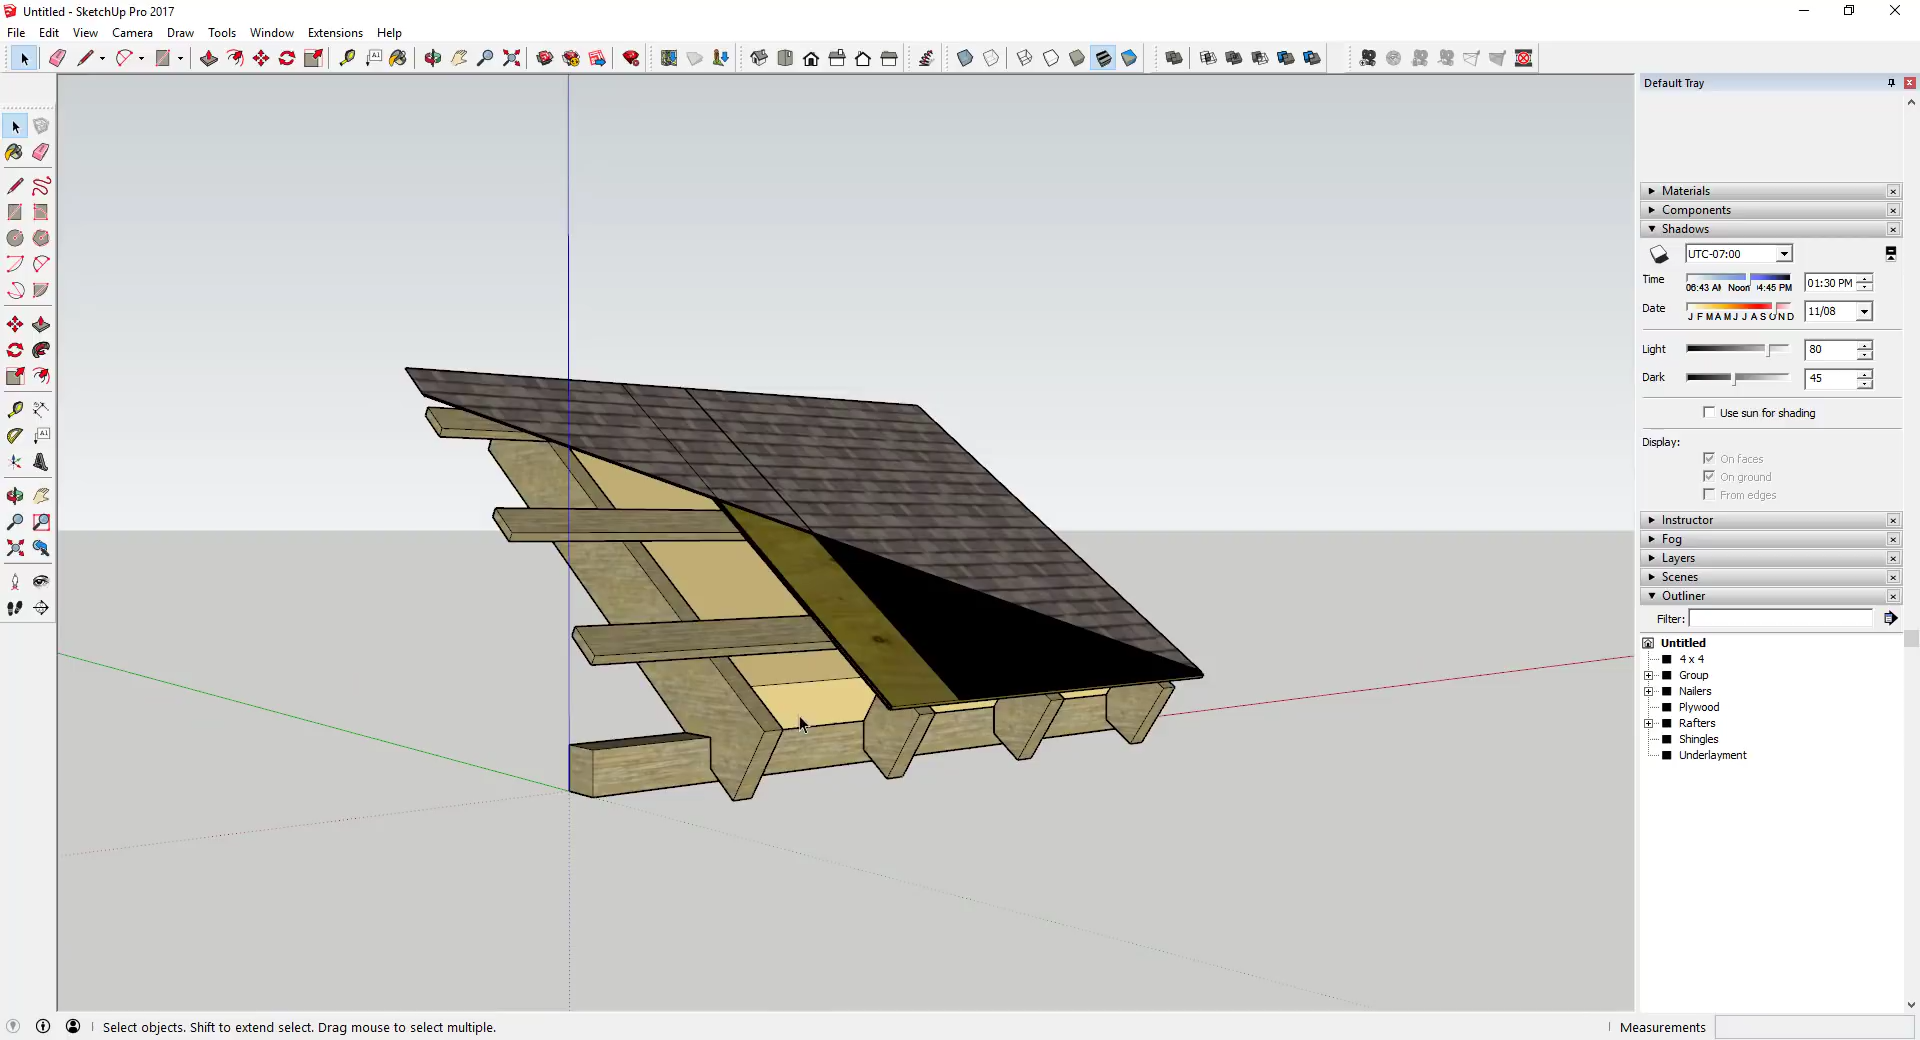 Untitled - SketchUp Pro 2017
File Edit View Camera Draw Tools Window Extensions Help
Default Tray
Materials
Components
Shadows
UTC-07:00
Time 06:43 AM Noon 04:45 PM 01:30 PM
Date J F M A M J J A S O N D 11/08
Light 80
Dark 45
Use sun for shading
Display:
On faces
On ground
From edges
Instructor
Fog
Layers
Scenes
Outliner
Filter:
Untitled
4 x 4
Group
Nailers
Plywood
Rafters
Shingles
Underlayment
Select objects. Shift to extend select. Drag mouse to select multiple.
Measurements